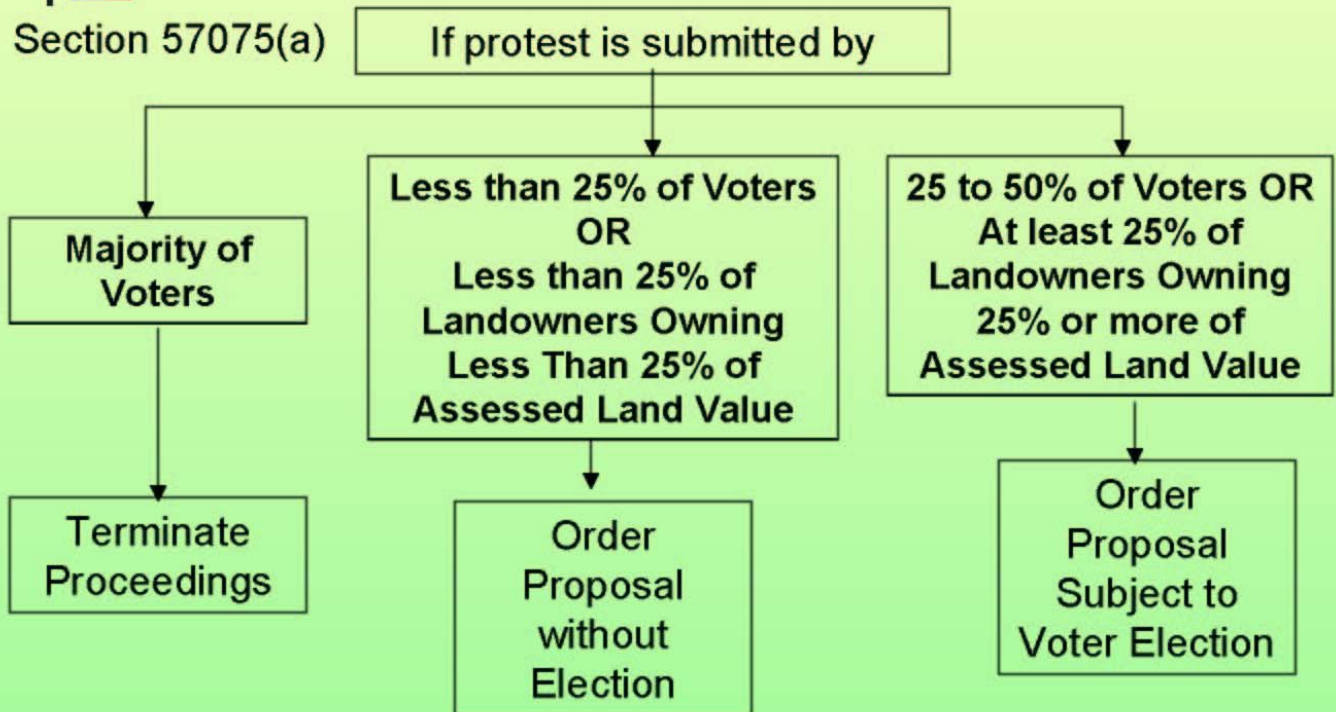 Section 57075(a)
If protest is submitted by
Majority of
Voters
Terminate
Proceedings
Less than 25% of Voters
OR
Less than 25% of
Landowners Owning
Less Than 25% of
Assessed Land Value
Order
Proposal
without
Election
25 to 50% of Voters OR
At least 25% of
Landowners Owning
25% or more of
Assessed Land Value
Order
Proposal
Subject to
Voter Election